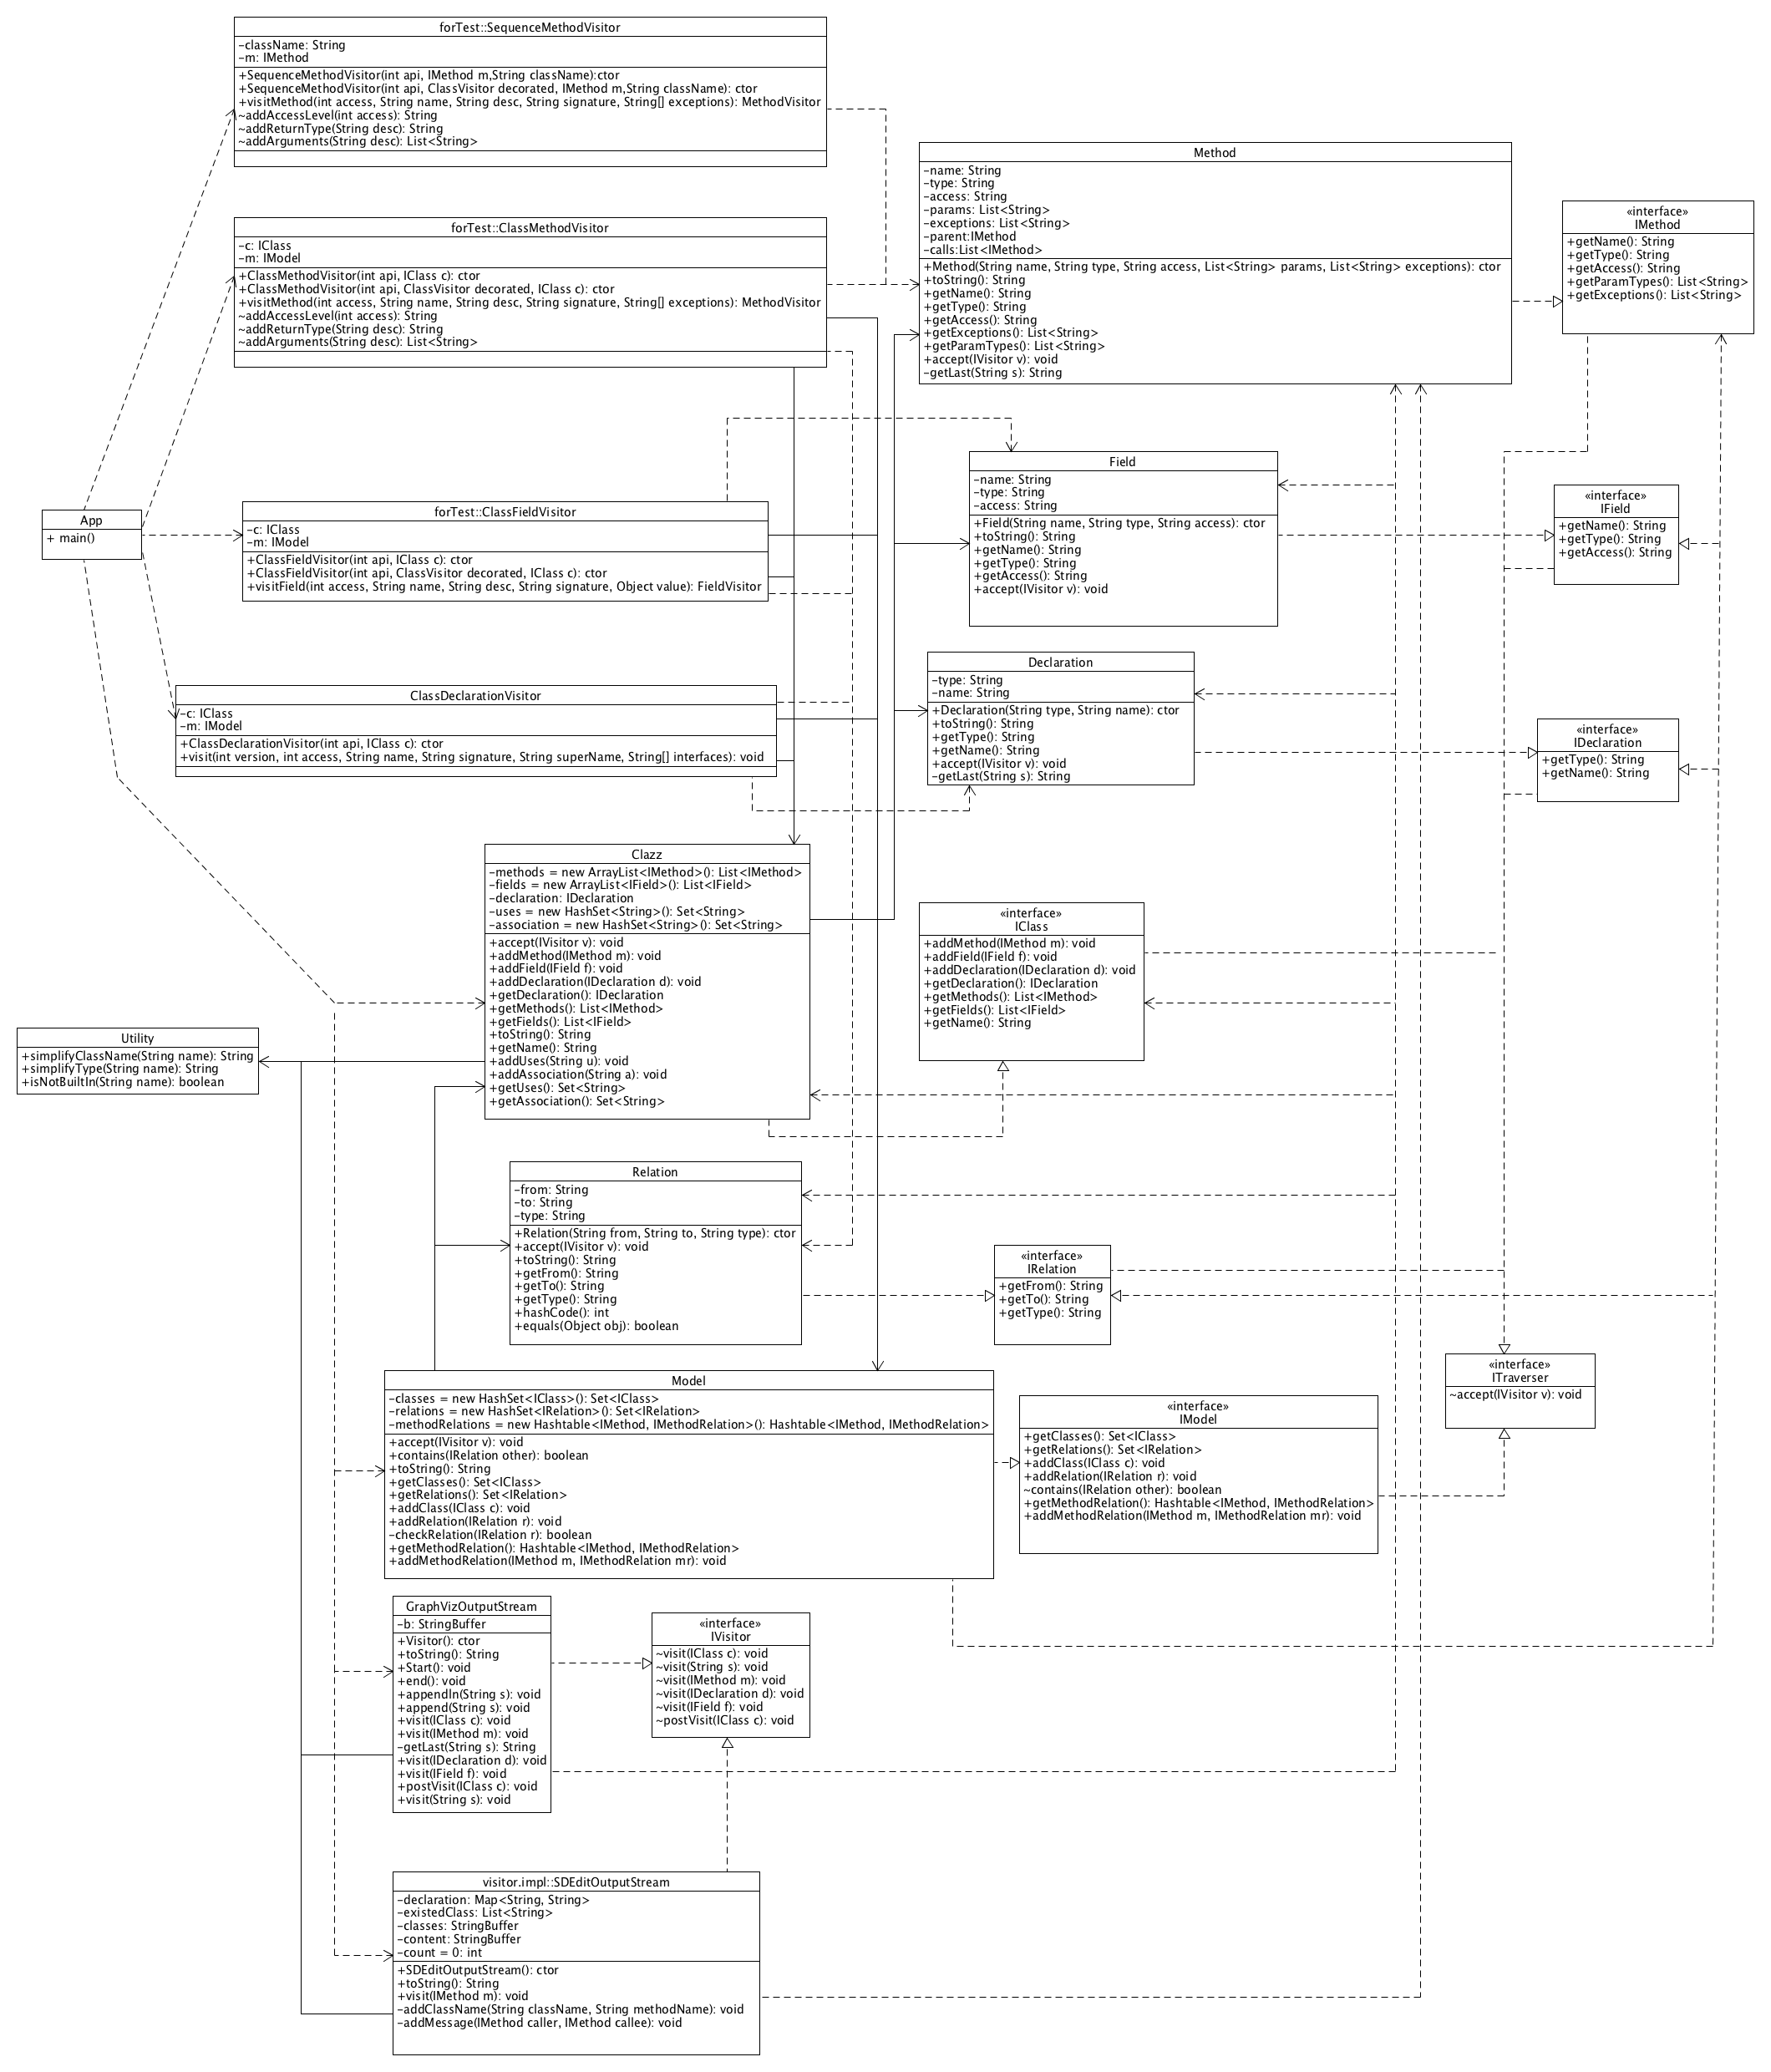 forTest::SequenceMethodVisitor
-className: String
-m: IMethod
+SequenceMethodVisitor(int api, IMethod m,String className):ctor
+SequenceMethodVisitor(int api, ClassVisitor decorated, IMethod m,String className): ctor
+visitMethod(int access, String name, String desc, String signature, String[] exceptions): MethodVisitor
~addAccessLevel(int access): String
~addReturnType(String desc): String
~addArguments(String desc): List<String>
Method
-name: String
-type: String
-access: String
-params: List<String>
-exceptions: List<String>
-parent:IMethod
-calls:List<IMethod>
+Method(String name, String type, String access, List<String> params, List<String> exceptions): ctor
+toString(): String
+getName(): String
+getType(): String
+getAccess(): String
+getExceptions(): List<String>
+getParamTypes(): List<String>
+accept(IVisitor v): void
-getLast(String s): String
«interface»
IMethod
+getName(): String
+getType(): String
+getAccess(): String
+getParamTypes(): List<String>
+getExceptions(): List<String>
forTest::ClassMethodVisitor
-c: IClass
-m: IModel
+ClassMethodVisitor(int api, IClass c): ctor
+ClassMethodVisitor(int api, ClassVisitor decorated, IClass c): ctor
+visitMethod(int access, String name, String desc, String signature, String[] exceptions): MethodVisitor
~addAccessLevel(int access): String
~addReturnType(String desc): String
~addArguments(String desc): List<String>
Field
-name: String
-type: String
-access: String
+Field(String name, String type, String access): ctor
+toString(): String
+getName(): String
+getType(): String
+getAccess(): String
+accept(IVisitor v): void
«interface»
IField
+getName(): String
+getType(): String
+getAccess(): String
App
+ main()
forTest::ClassFieldVisitor
-c: IClass
-m: IModel
+ClassFieldVisitor(int api, IClass c): ctor
+ClassFieldVisitor(int api, ClassVisitor decorated, IClass c): ctor
+visitField(int access, String name, String desc, String signature, Object value): FieldVisitor
Declaration
-type: String
-name: String
+Declaration(String type, String name): ctor
+toString(): String
+getType(): String
+getName(): String
+accept(IVisitor v): void
-getLast(String s): String
ClassDeclarationVisitor
-c: IClass
-m: IModel
+ClassDeclarationVisitor(int api, IClass c): ctor
+visit(int version, int access, String name, String signature, String superName, String[] interfaces): void
«interface»
IDeclaration
+getType(): String
+getName(): String
Clazz
-methods = new ArrayList<IMethod>(): List<IMethod>
-fields = new ArrayList<IField>(): List<IField>
-declaration: IDeclaration
-uses = new HashSet<String>(): Set<String>
-association = new HashSet<String>(): Set<String>
+accept(IVisitor v): void
+addMethod(IMethod m): void
+addField(IField f): void
+addDeclaration(IDeclaration d): void
+getDeclaration(): IDeclaration
+getMethods(): List<IMethod>
+getFields(): List<IField>
+toString(): String
+getName(): String
+addUses(String u): void
+addAssociation(String a): void
+getUses(): Set<String>
+getAssociation(): Set<String>
«interface»
IClass
+addMethod(IMethod m): void
+addField(IField f): void
+addDeclaration(IDeclaration d): void
+getDeclaration(): IDeclaration
+getMethods(): List<IMethod>
+getFields(): List<IField>
+getName(): String
Utility
+simplifyClassName(String name): String
+simplifyType(String name): String
+isNotBuiltIn(String name): boolean
Relation
-from: String
-to: String
-type: String
+Relation(String from, String to, String type): ctor
+accept(IVisitor v): void
+toString(): String
+getFrom(): String
+getTo(): String
+getType(): String
+hashCode(): int
+equals(Object obj): boolean
«interface»
IRelation
+getFrom(): String
+getTo(): String
+getType(): String
«interface»
ITraverser
~accept(IVisitor v): void
Model
-classes = new HashSet<IClass>(): Set<IClass>
-relations = new HashSet<IRelation>(): Set<IRelation>
-methodRelations = new Hashtable<IMethod, IMethodRelation>(): Hashtable<IMethod, IMethodRelation>
+accept(IVisitor v): void
+contains(IRelation other): boolean
+toString(): String
+getClasses(): Set<IClass>
+getRelations(): Set<IRelation>
+addClass(IClass c): void
+addRelation(IRelation r): void
-checkRelation(IRelation r): boolean
+getMethodRelation(): Hashtable<IMethod, IMethodRelation>
+addMethodRelation(IMethod m, IMethodRelation mr): void
«interface»
IModel
+getClasses(): Set<IClass>
+getRelations(): Set<IRelation>
+addClass(IClass c): void
+addRelation(IRelation r): void
~contains(IRelation other): boolean
+getMethodRelation(): Hashtable<IMethod, IMethodRelation>
+addMethodRelation(IMethod m, IMethodRelation mr): void
GraphVizOutputStream
-b: StringBuffer
+Visitor(): ctor
+toString(): String
+Start(): void
+end(): void
+appendln(String s): void
+append(String s): void
+visit(IClass c): void
+visit(IMethod m): void
-getLast(String s): String
+visit(IDeclaration d): void
+visit(IField f): void
+postVisit(IClass c): void
+visit(String s): void
«interface»
IVisitor
~visit(IClass c): void
~visit(String s): void
~visit(IMethod m): void
~visit(IDeclaration d): void
~visit(IField f): void
~postVisit(IClass c): void
visitor.impl::SDEditOutputStream
-declaration: Map<String, String>
-existedClass: List<String>
-classes: StringBuffer
-content: StringBuffer
-count = 0: int
+SDEditOutputStream(): ctor
+toString(): String
+visit(IMethod m): void
-addClassName(String className, String methodName): void
-addMessage(IMethod caller, IMethod callee): void